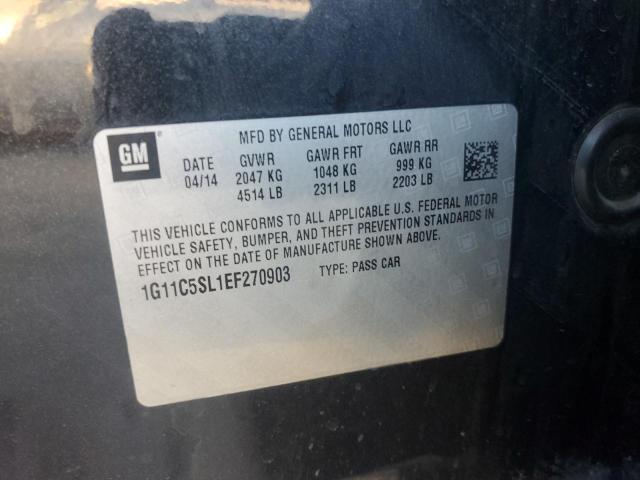 GM
MFD BY GENERAL MOTORS LLC
DATE GVWR GAWR FRT GAWR RR
04/14 2047 KG 1048 KG 999 KG
4514 LB 2311 LB 2203 LB
THIS VEHICLE CONFORMS TO ALL APPLICABLE U.S. FEDERAL MOTOR
VEHICLE SAFETY, BUMPER, AND THEFT PREVENTION STANDARDS IN
EFFECT ON THE DATE OF MANUFACTURE SHOWN ABOVE.
1G11C5SL1EF270903 TYPE: PASS CAR